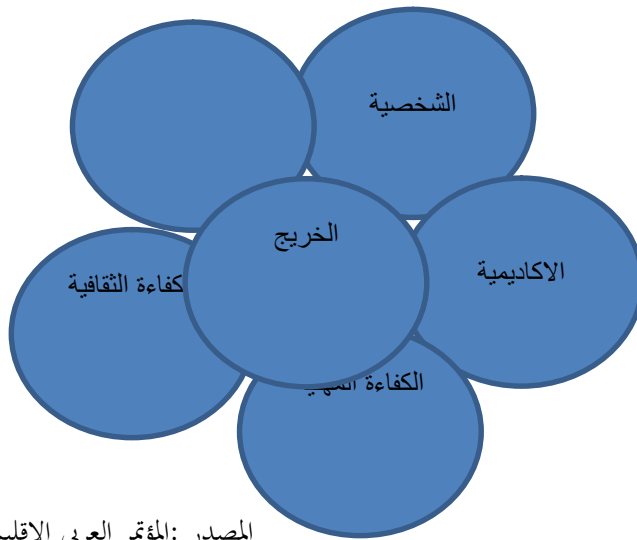 الشخصية
الخريج
الاكاديمية
كفاءة الثقافية
الكفاءة
المصدر :المؤتمر العربي